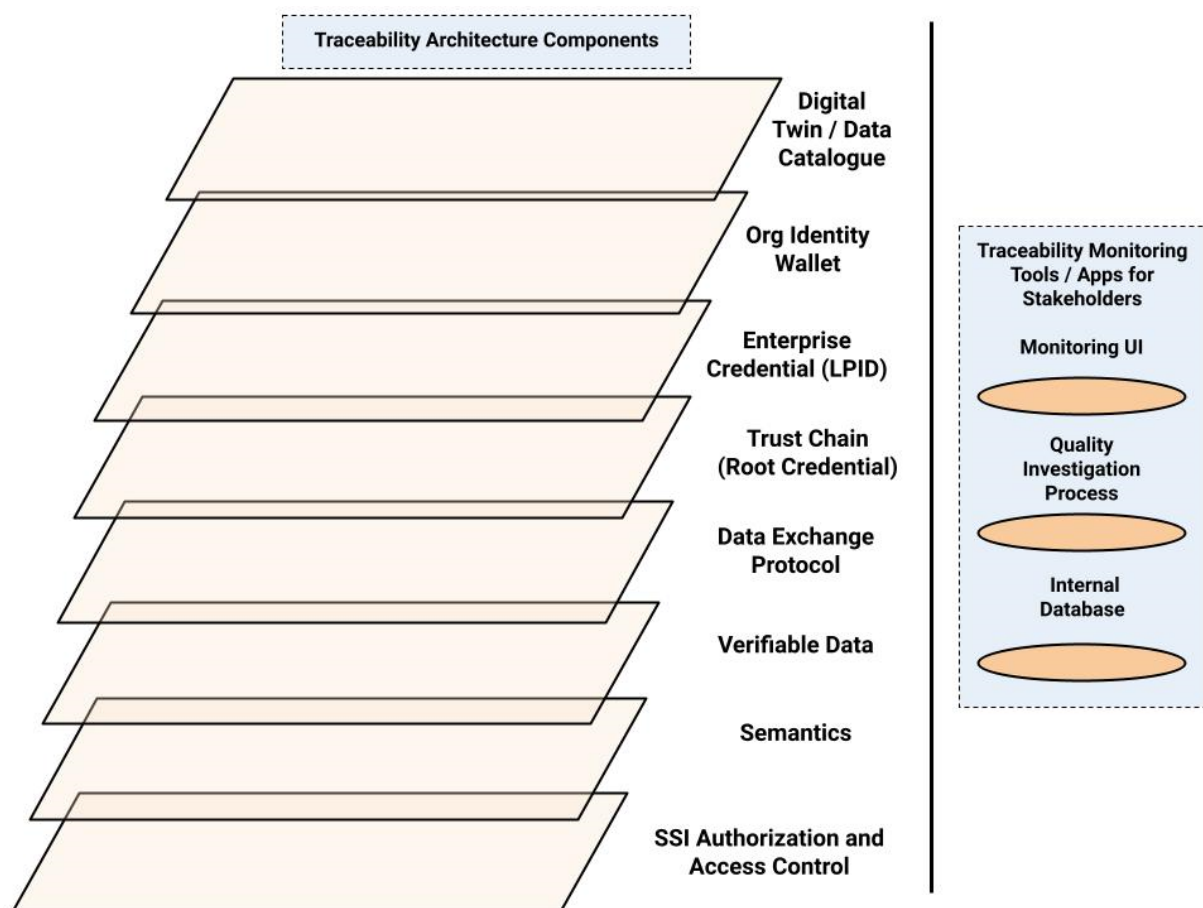 Traceability Architecture Components
Digital
Twin / Data
Catalogue
Org Identity
Wallet
Enterprise
Credential (LPID)
Trust Chain
(Root Credential)
Data Exchange
Protocol
Verifiable Data
Semantics
SSI Authorization and
Access Control
Traceability Monitoring
Tools / Apps for
Stakeholders
Monitoring UI
Quality
Investigation
Process
Internal
Database